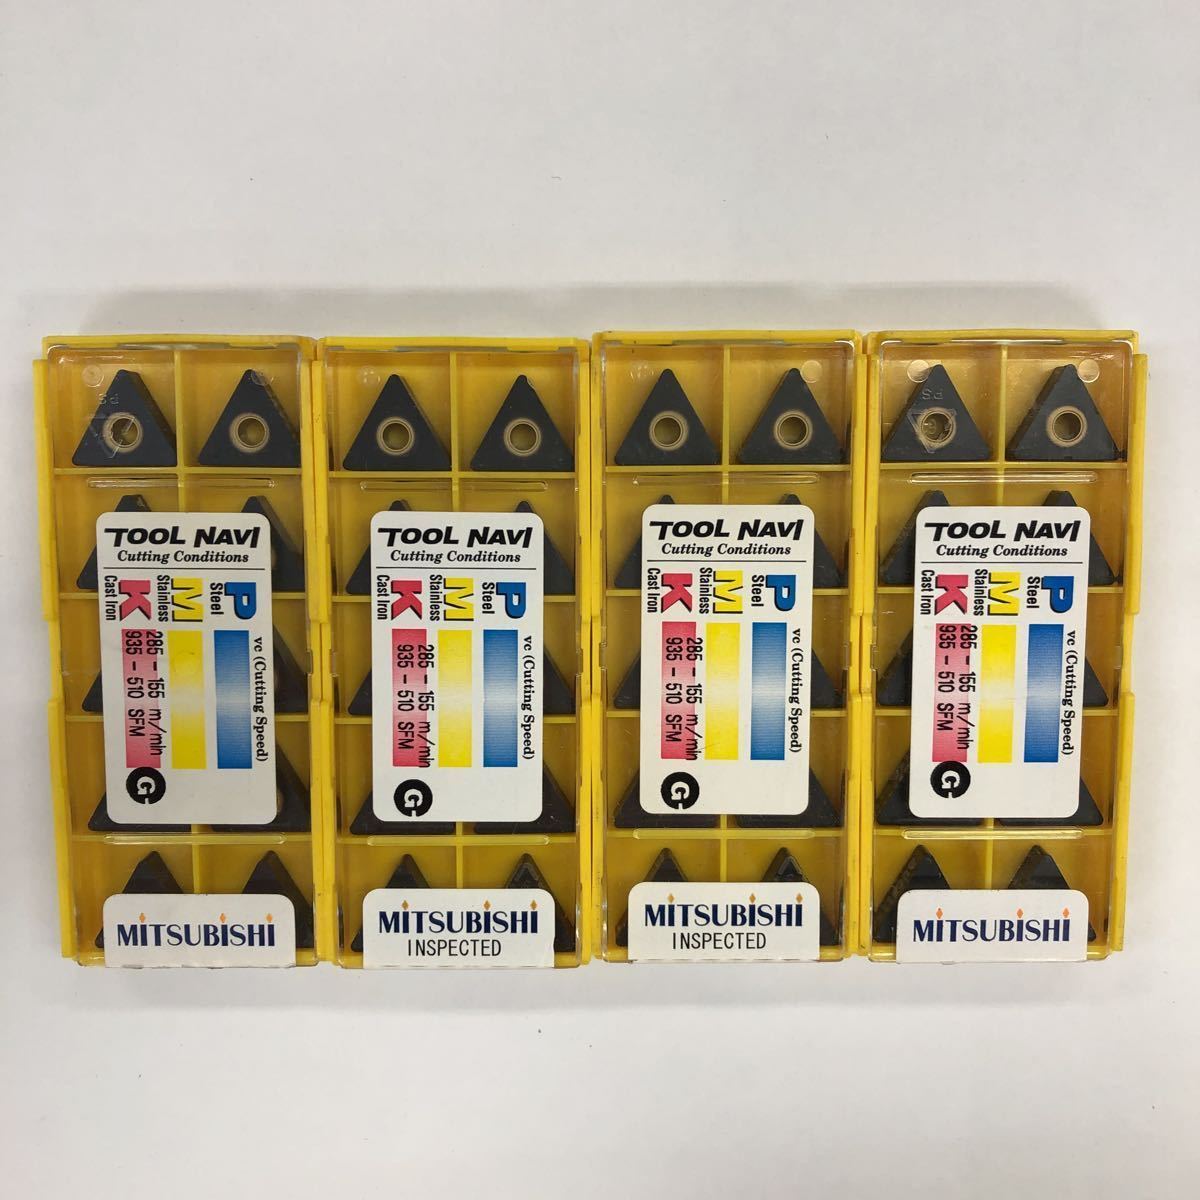 PS
TOOL NAVI
Cutting Conditions
P
Steel
M
Stainless
K
Cast Iron
vc (Cutting Speed)
285 - 155 m/min
935 - 510 SFM
G-
MITSUBISHI
TOOL NAVI
Cutting Conditions
P
Steel
M
Stainless
K
Cast Iron
vc (Cutting Speed)
285 - 155 m/min
935 - 510 SFM
G-
MITSUBISHI
INSPECTED
TOOL NAVI
Cutting Conditions
P
Steel
M
Stainless
K
Cast Iron
vc (Cutting Speed)
285 - 155 m/min
935 - 510 SFM
G-
MITSUBISHI
INSPECTED
PS
TOOL NAVI
Cutting Conditions
P
Steel
M
Stainless
K
Cast Iron
vc (Cutting Speed)
285 - 155 m/min
935 - 510 SFM
G-
MITSUBISHI